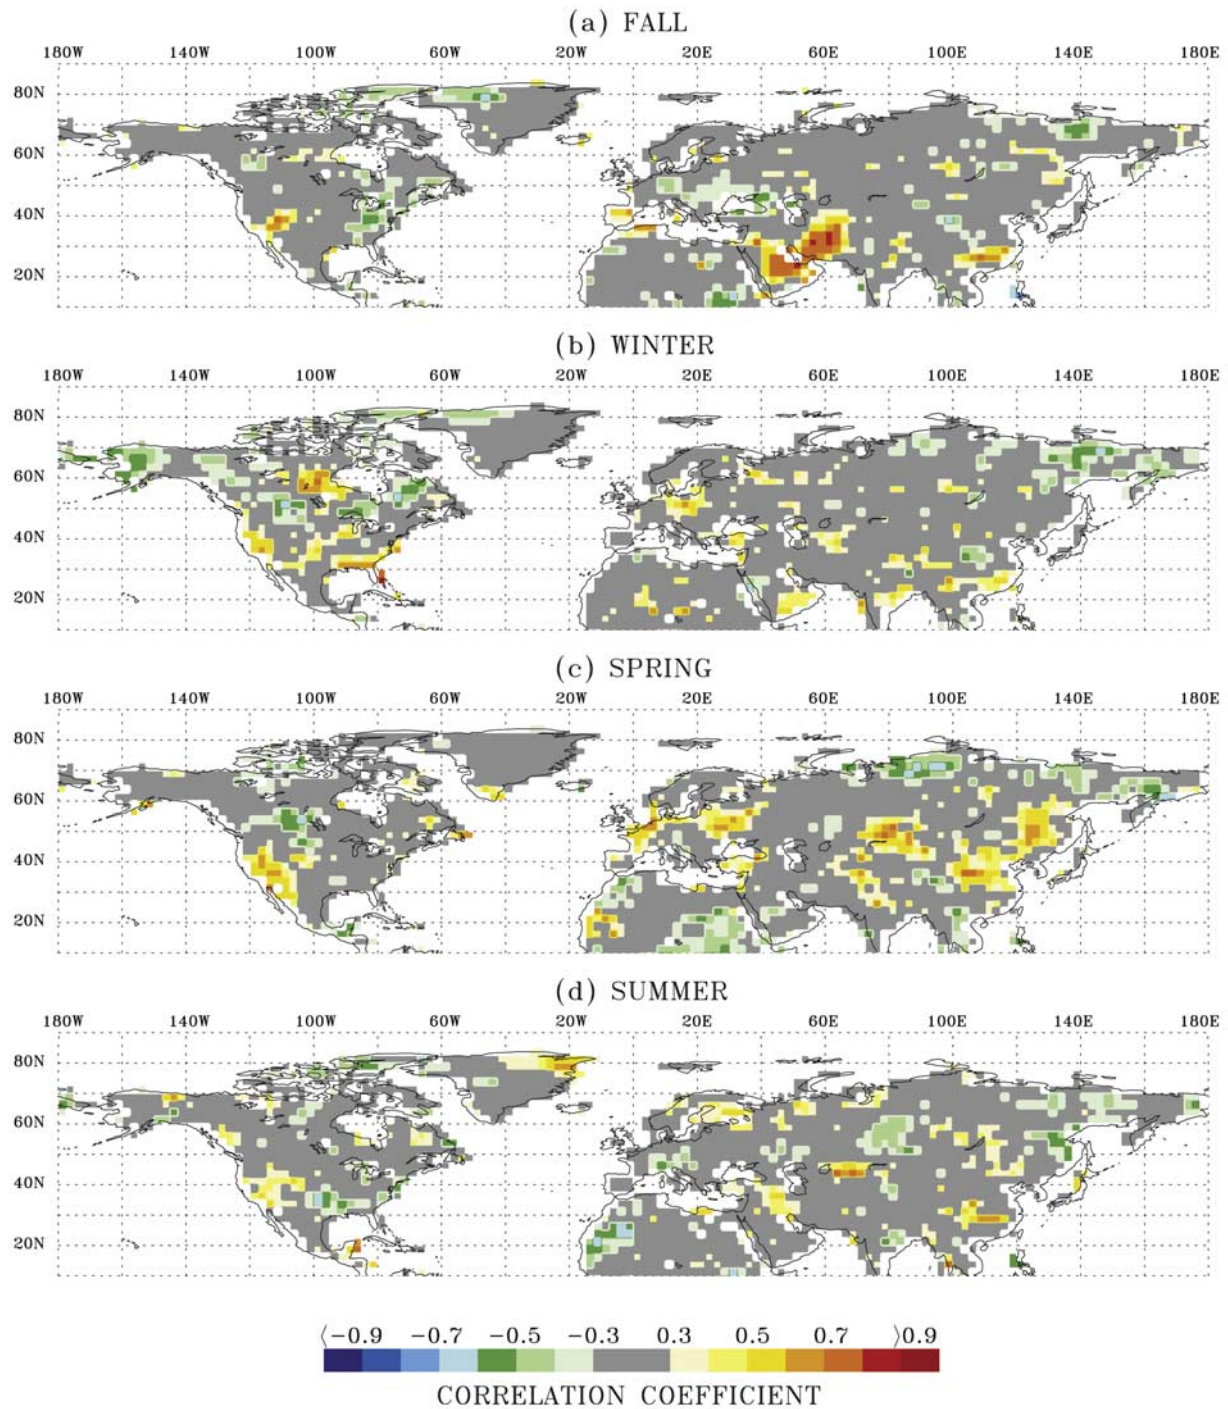 (a) FALL
180W 140W 100W 60W 20W 20E 60E 100E 140E 180E
80N
60N
40N
20N
(b) WINTER
180W 140W 100W 60W 20W 20E 60E 100E 140E 180E
80N
60N
40N
20N
(c) SPRING
180W 140W 100W 60W 20W 20E 60E 100E 140E 180E
80N
60N
40N
20N
(d) SUMMER
180W 140W 100W 60W 20W 20E 60E 100E 140E 180E
80N
60N
40N
20N
⟨−0.9 −0.7 −0.5 −0.3 0.3 0.5 0.7 ⟩0.9
CORRELATION COEFFICIENT